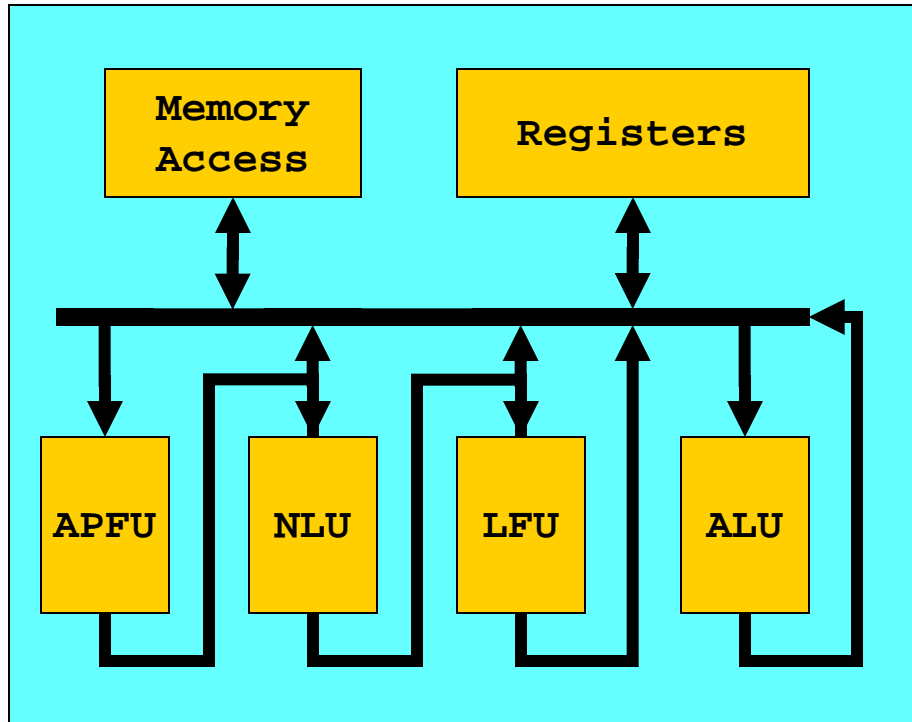 Memory
Access
Registers
APFU
NLU
LFU
ALU